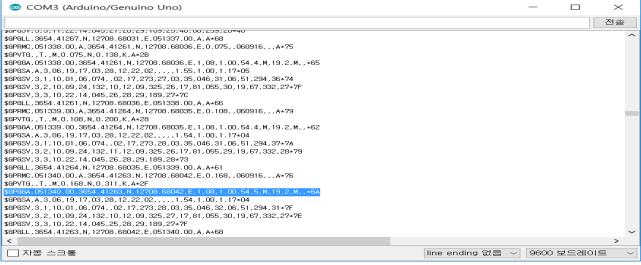 COM3 (Arduino/Genuino Uno)
전송
$GPGLL,3654.41267,N,12708.68031,E,051337.00,A,A*68
$GPRMC,051338.00,A,3654.41261,N,12708.68036,E,0.075,,060916,,,A*75
$GPVTG,,T,,M,0.075,N,0.138,K,A*2B
$GPGGA,051338.00,3654.41261,N,12708.68036,E,1,08,1.00,54.4,M,19.2,M,,*65
$GPGSA,A,3,06,19,17,03,28,12,22,02,,,,,1.55,1.00,1.17*05
$GPGSV,3,1,10,01,06,074,,02,17,273,27,03,35,046,31,06,51,294,36*74
$GPGSV,3,2,10,09,24,132,10,12,09,325,26,17,81,055,30,19,67,332,27*7F
$GPGSV,3,3,10,22,14,045,26,28,29,189,27*7C
$GPGLL,3654.41261,N,12708.68036,E,051338.00,A,A*66
$GPRMC,051339.00,A,3654.41264,N,12708.68035,E,0.108,,060916,,,A*79
$GPVTG,,T,,M,0.108,N,0.200,K,A*28
$GPGGA,051339.00,3654.41264,N,12708.68035,E,1,08,1.00,54.4,M,19.2,M,,*62
$GPGSA,A,3,06,19,17,03,28,12,22,02,,,,,1.54,1.00,1.17*04
$GPGSV,3,1,10,01,06,074,,02,17,273,28,03,35,046,31,06,51,294,37*7A
$GPGSV,3,2,10,09,24,132,11,12,09,325,26,17,81,055,29,19,67,332,28*79
$GPGSV,3,3,10,22,14,045,26,28,29,189,28*73
$GPGLL,3654.41264,N,12708.68035,E,051339.00,A,A*61
$GPRMC,051340.00,A,3654.41263,N,12708.68042,E,0.168,,060916,,,A*76
$GPVTG,,T,,M,0.168,N,0.311,K,A*2F
$GPGGA,051340.00,3654.41263,N,12708.68042,E,1,08,1.00,54.5,M,19.2,M,,*6A
$GPGSA,A,3,06,19,17,03,28,12,22,02,,,,,1.54,1.00,1.17*04
$GPGSV,3,1,10,01,06,074,,02,17,273,28,03,35,046,32,06,51,294,31*7F
$GPGSV,3,2,10,09,24,132,10,12,09,325,27,17,81,055,30,19,67,332,27*7E
$GPGSV,3,3,10,22,14,045,25,28,29,189,27*7F
$GPGLL,3654.41263,N,12708.68042,E,051340.00,A,A*68
자동 스크롤
line ending 없음
9600 보드레이트